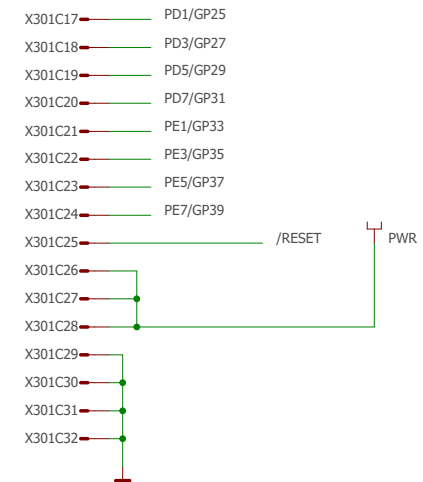 X301C17 PD1/GP25
X301C18 PD3/GP27
X301C19 PD5/GP29
X301C20 PD7/GP31
X301C21 PE1/GP33
X301C22 PE3/GP35
X301C23 PE5/GP37
X301C24 PE7/GP39
X301C25 /RESET PWR
X301C26
X301C27
X301C28
X301C29
X301C30
X301C31
X301C32